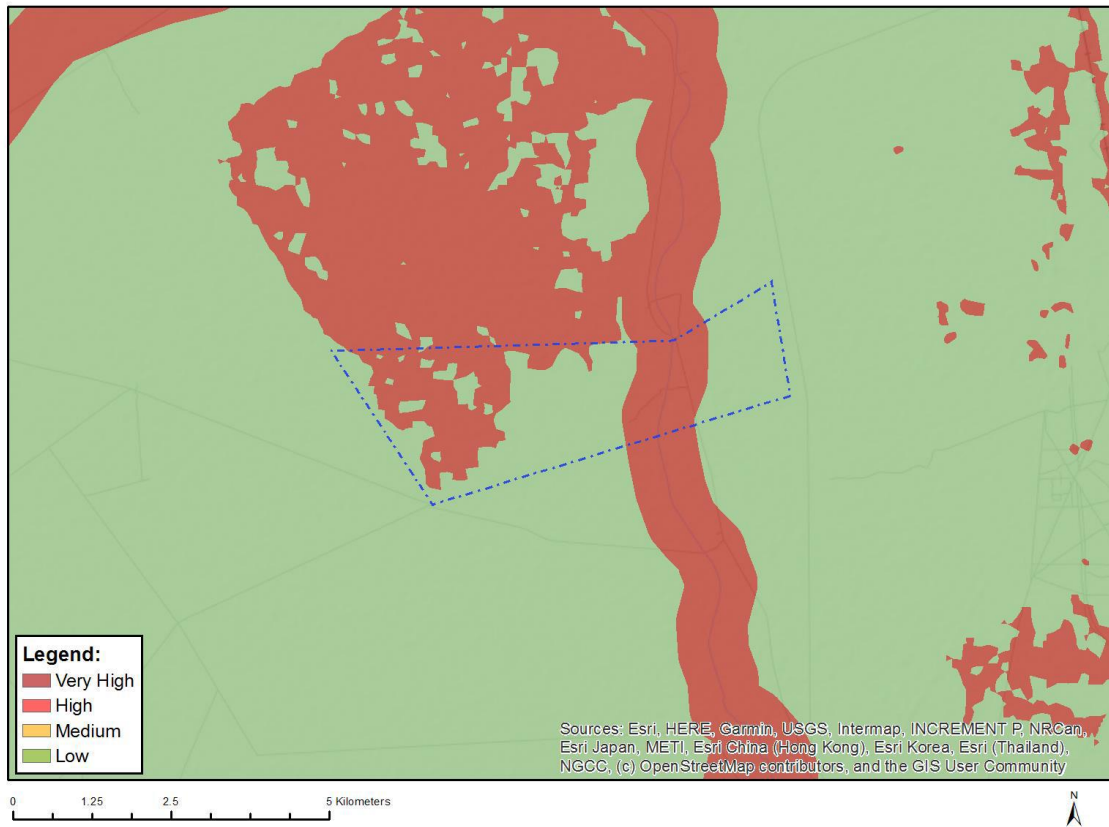 Legend:
Very High
High
Medium
Low
Sources: Esri, HERE, Garmin, USGS, Intermap, INCREMENT P, NRCan,
Esri Japan, METI, Esri China (Hong Kong), Esri Korea, Esri (Thailand),
NGCC, (c) OpenStreetMap contributors, and the GIS User Community
0 1.25 2.5 5 Kilometers
N